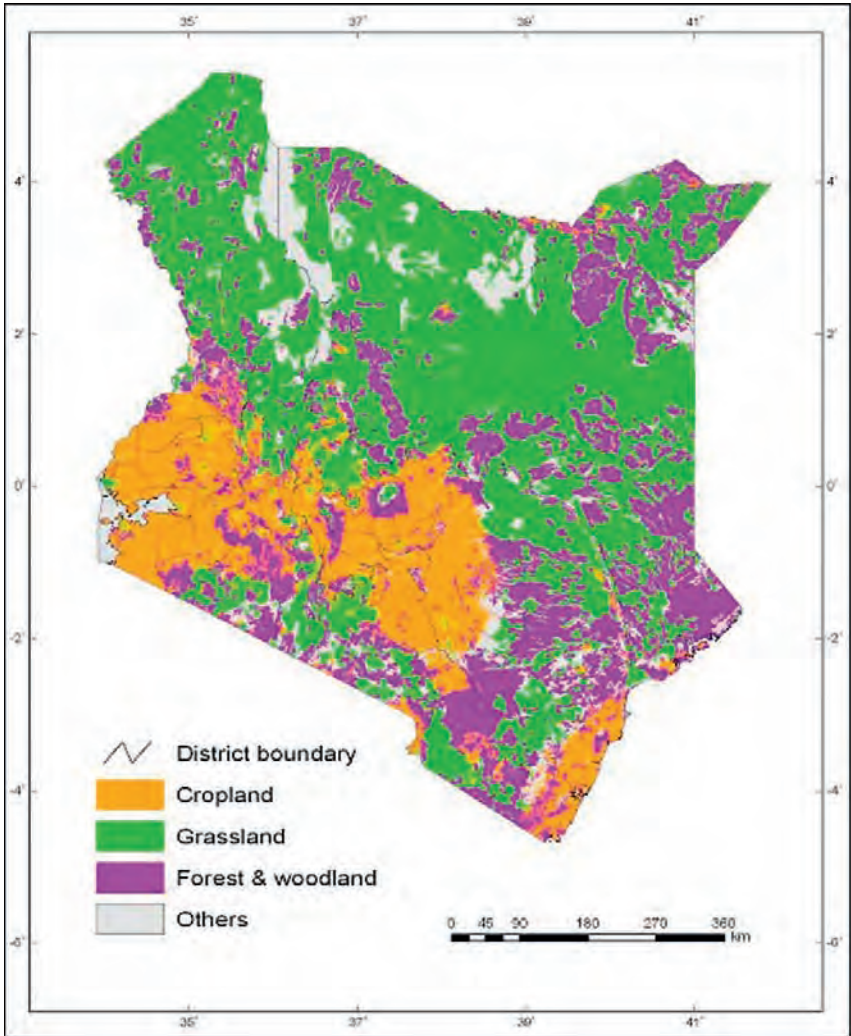 35˚ 37˚ 39˚ 41˚
4˚ 4˚
2˚ 2˚
0˚ 0˚
-2˚ -2˚
-4˚ -4˚
-6˚ -6˚
District boundary
Cropland
Grassland
Forest & woodland
Others
0 45 90 180 270 360
km
35˚ 37˚ 39˚ 41˚